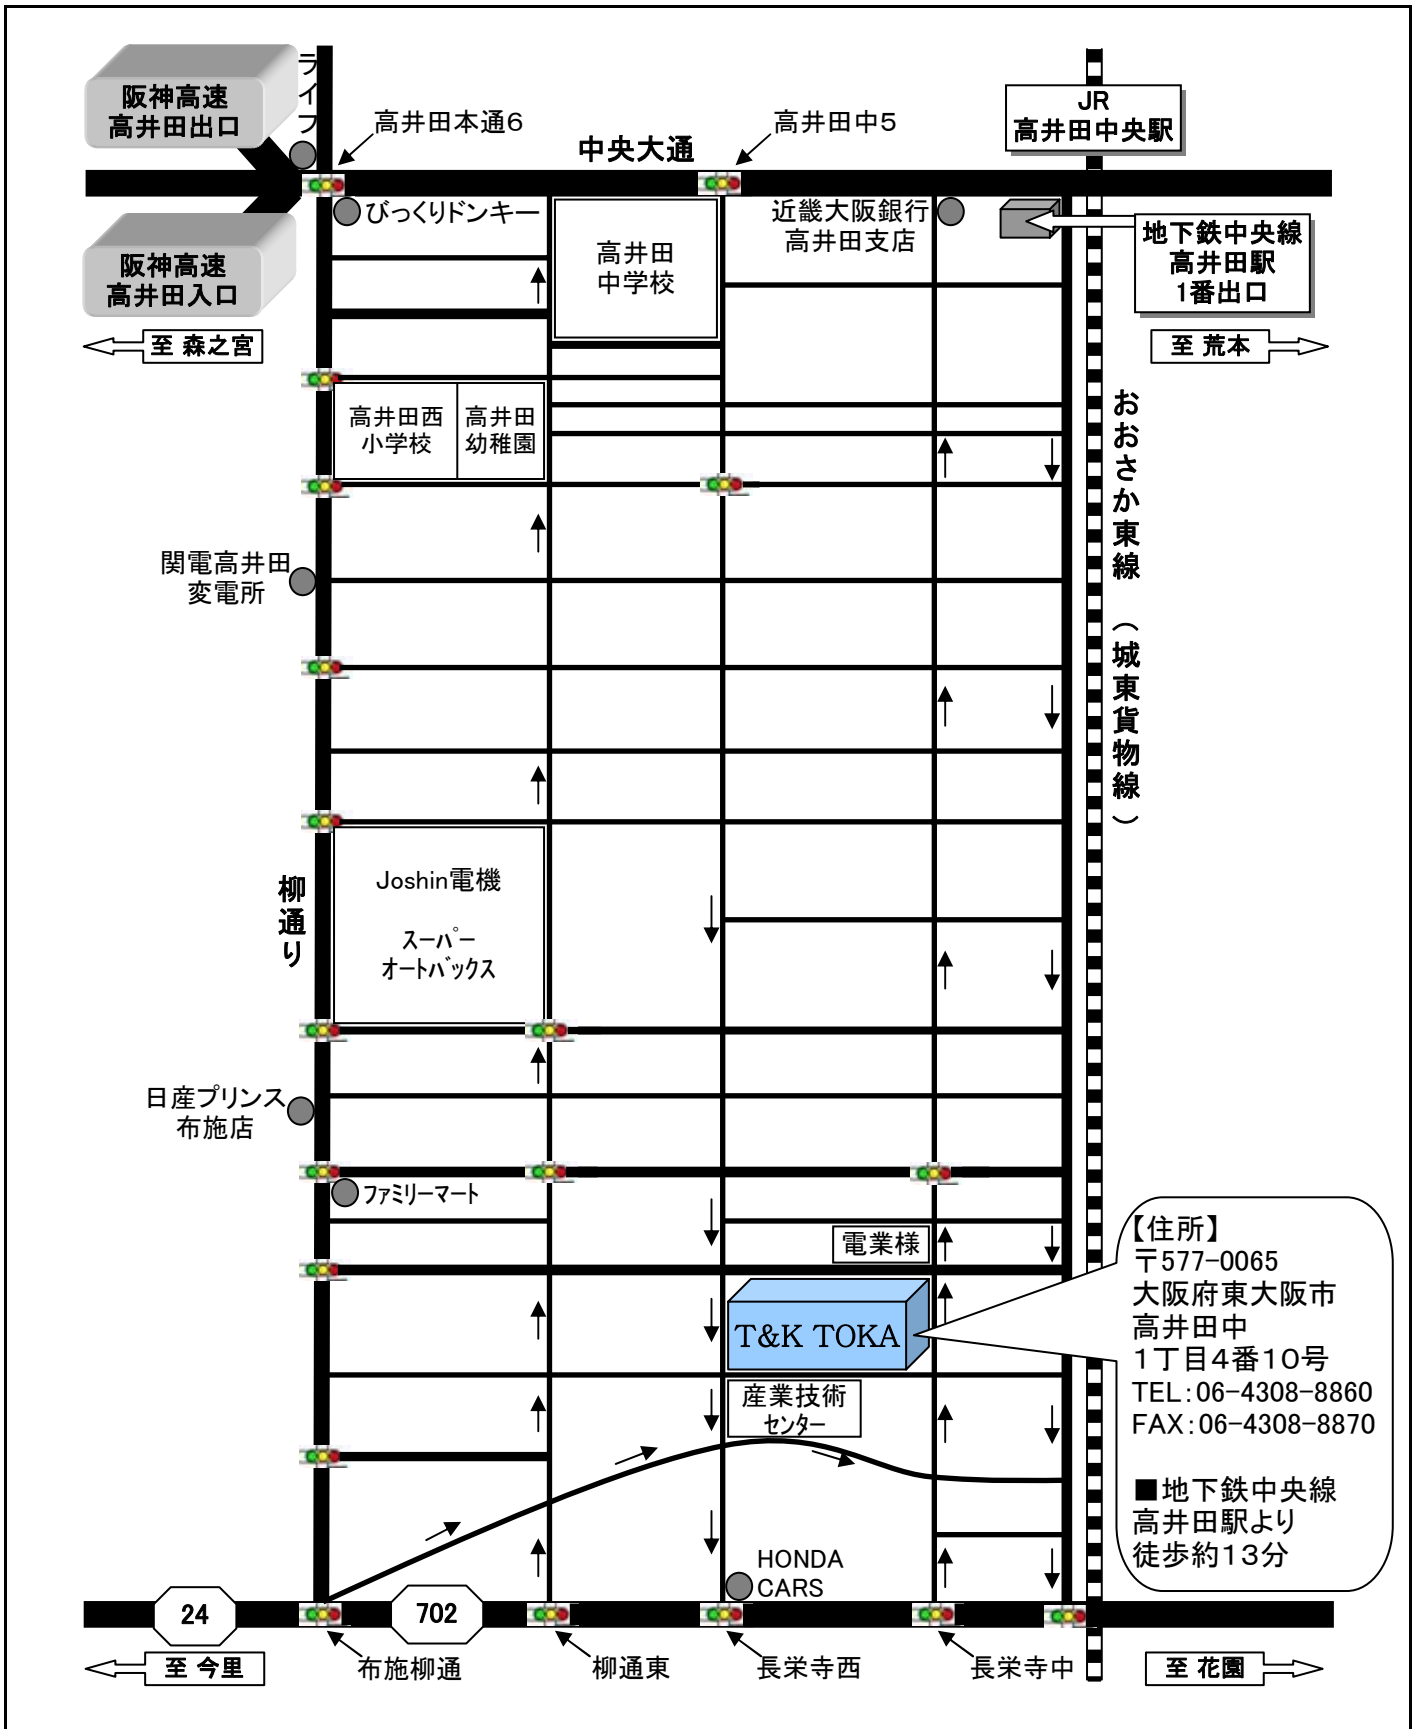 ライフ
阪神高速
高井田出口
高井田本通6
中央大通
高井田中5
JR
高井田中央駅
びっくりドンキー
高井田
中学校
近畿大阪銀行
高井田支店
地下鉄中央線
高井田駅
1番出口
阪神高速
高井田入口
至 森之宮
至 荒本
高井田西
小学校
高井田
幼稚園
おおさか東線 (城東貨物線)
関電高井田
変電所
柳通り
Joshin電機
スーパー
オートバックス
日産プリンス
布施店
ファミリーマート
電業様
T&K TOKA
産業技術
センター
【住所】
〒577-0065
大阪府東大阪市
高井田中
1丁目4番10号
TEL:06-4308-8860
FAX:06-4308-8870
■地下鉄中央線
高井田駅より
徒歩約13分
HONDA
CARS
24
702
至 今里
布施柳通
柳通東
長栄寺西
長栄寺中
至 花園